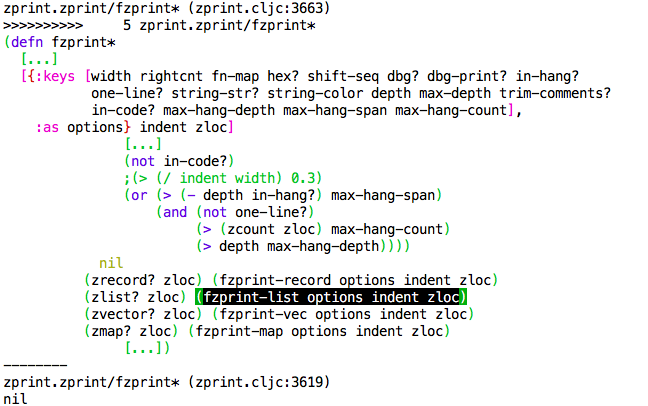 zprint.zprint/fzprint* (zprint.cljc:3663)
>>>>>>>>>>     5 zprint.zprint/fzprint*
(defn fzprint*
  [...]
  [{:keys [width rightcnt fn-map hex? shift-seq dbg? dbg-print? in-hang?
           one-line? string-str? string-color depth max-depth trim-comments?
           in-code? max-hang-depth max-hang-span max-hang-count],
    :as options} indent zloc]
               [...]
               (not in-code?)
               ;(> (/ indent width) 0.3)
               (or (> (- depth in-hang?) max-hang-span)
                   (and (not one-line?)
                        (> (zcount zloc) max-hang-count)
                        (> depth max-hang-depth))))
            nil
          (zrecord? zloc) (fzprint-record options indent zloc)
          (zlist? zloc) (fzprint-list options indent zloc)
          (zvector? zloc) (fzprint-vec options indent zloc)
          (zmap? zloc) (fzprint-map options indent zloc)
               [...])
--------
zprint.zprint/fzprint* (zprint.cljc:3619)
nil